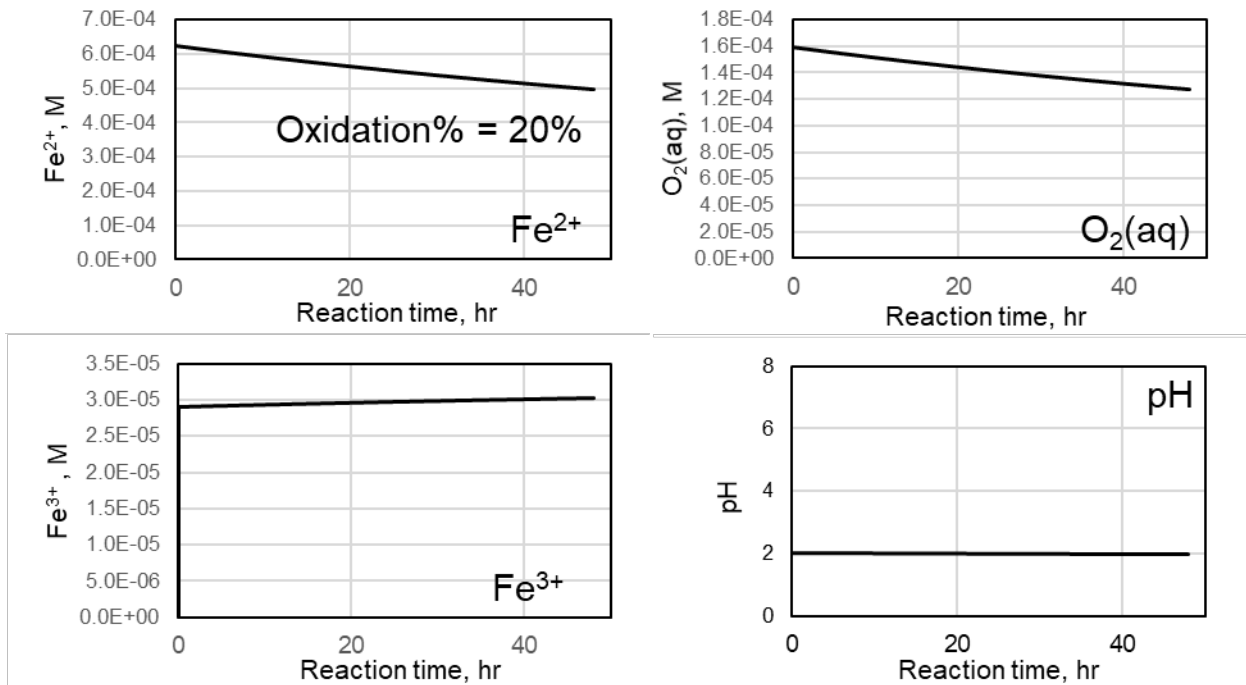 7.0E-04
6.0E-04
5.0E-04
4.0E-04
3.0E-04
2.0E-04
1.0E-04
0.0E+00
Fe²⁺, M
Oxidation% = 20%
Fe²⁺
0 20 40
Reaction time, hr
1.8E-04
1.6E-04
1.4E-04
1.2E-04
1.0E-04
8.0E-05
6.0E-05
4.0E-05
2.0E-05
0.0E+00
O₂(aq), M
O₂(aq)
0 20 40
Reaction time, hr
3.5E-05
3.0E-05
2.5E-05
2.0E-05
1.5E-05
1.0E-05
5.0E-06
0.0E+00
Fe³⁺ , M
Fe³⁺
0 20 40
Reaction time, hr
8
6
4
2
0
pH
pH
0 20 40
Reaction time, hr